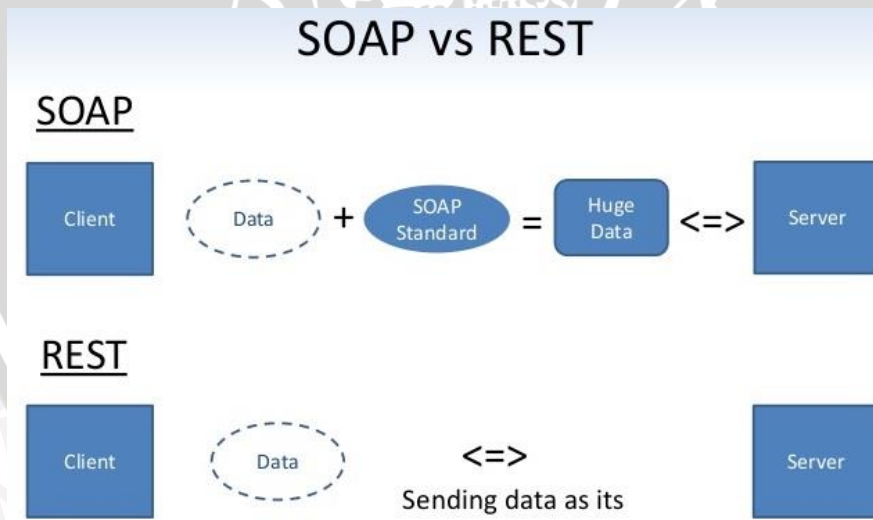 SOAP vs REST
SOAP
Client
Data
+
SOAP
Standard
=
Huge
Data
<=>
Server
REST
Client
Data
<=>
Sending data as its
Server